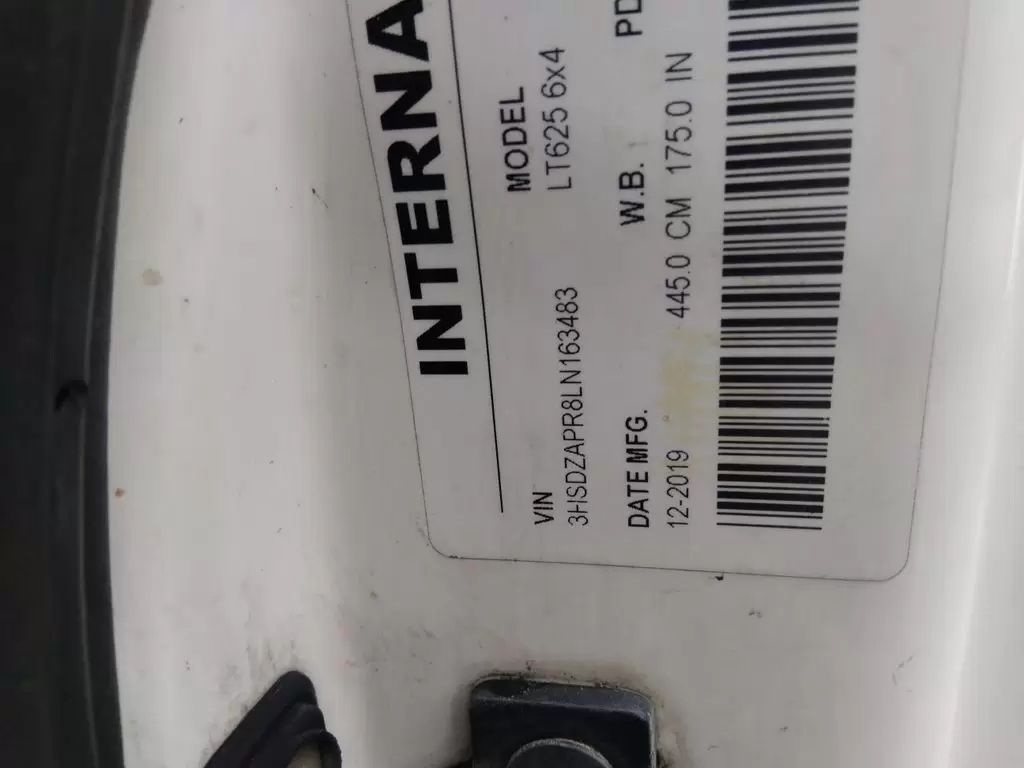 INTERNA
VIN MODEL
3HSDZAPR8LN163483 LT625 6x4
DATE MFG. W.B. PD
12-2019 445.0 CM 175.0 IN